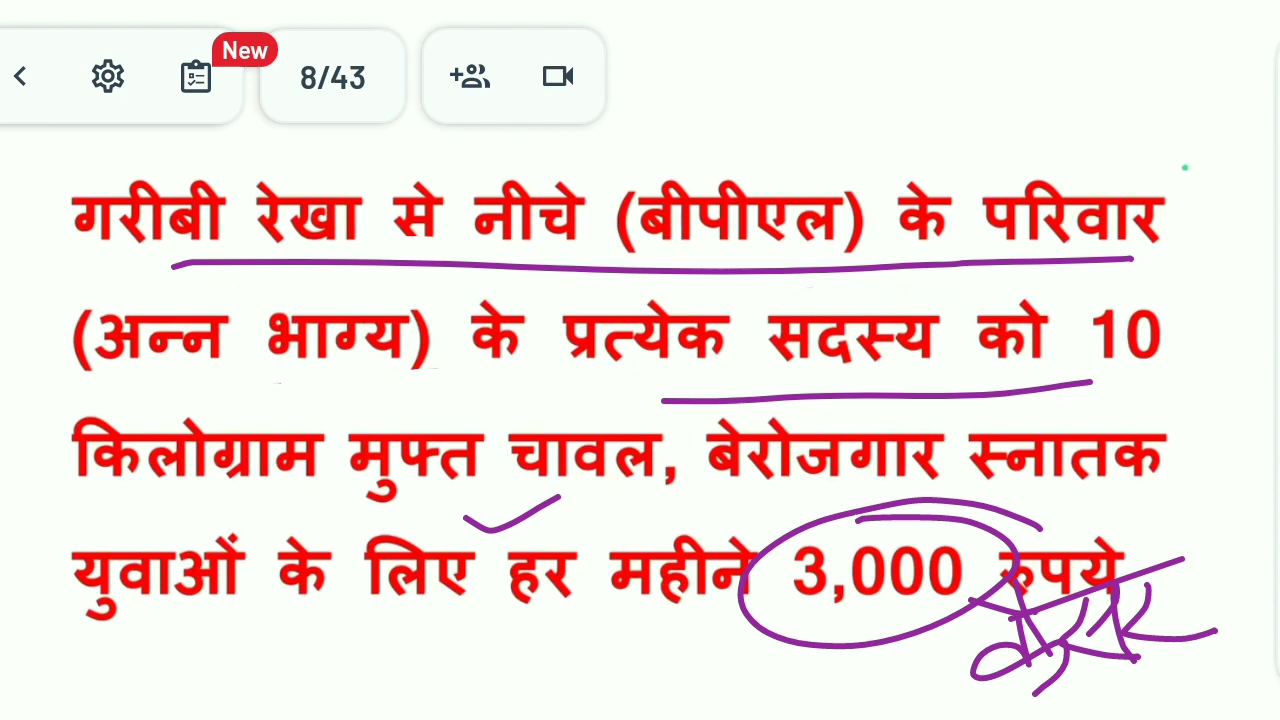 New
8/43
गरीबी रेखा से नीचे (बीपीएल) के परिवार
(अन्न भाग्य) के प्रत्येक सदस्य को 10
किलोग्राम मुफ्त चावल, बेरोजगार स्नातक
युवाओं के लिए हर महीने 3,000 रुपये